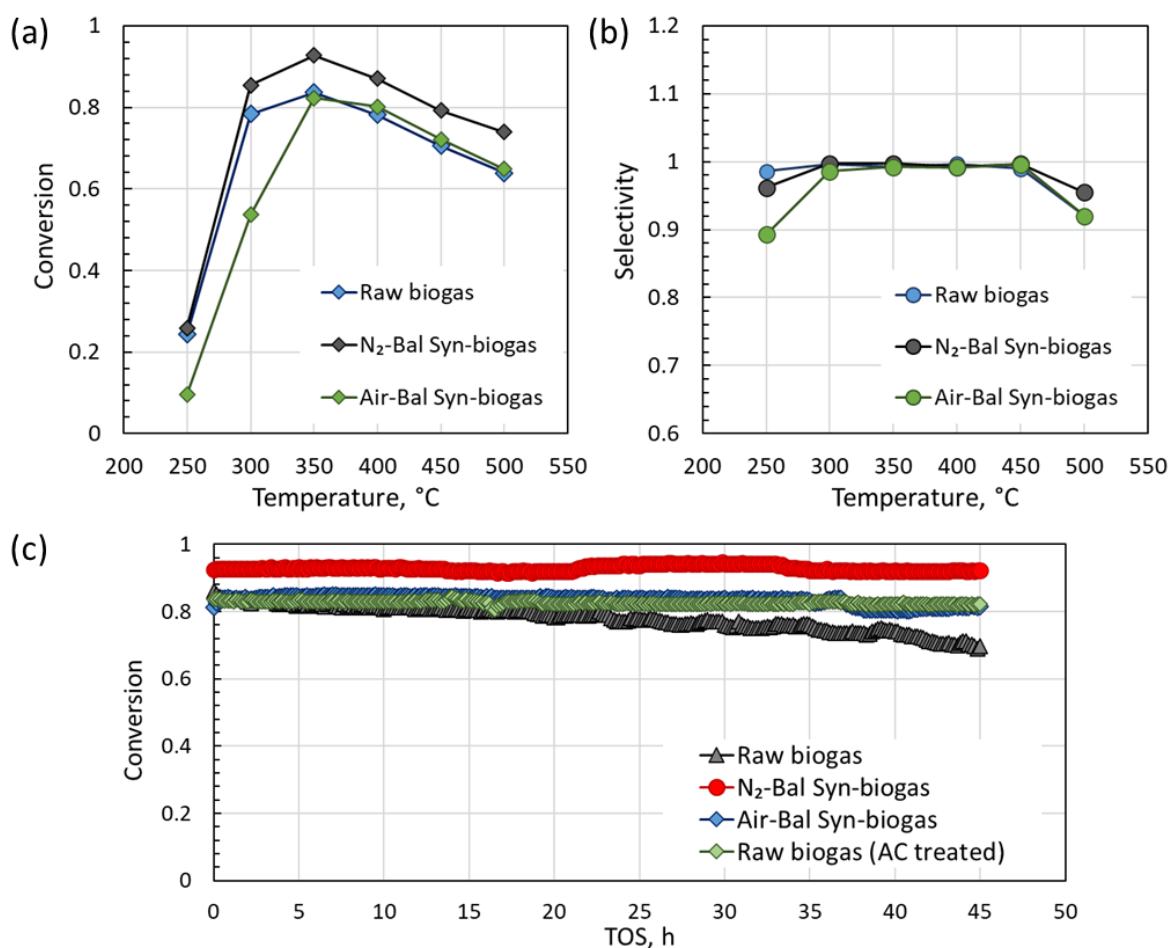 (a)
1
0.8
0.6
0.4
0.2
0
Conversion
200 250 300 350 400 450 500 550
Temperature, °C
Raw biogas
N₂-Bal Syn-biogas
Air-Bal Syn-biogas
(b)
1.2
1.1
1
0.9
0.8
0.7
0.6
Selectivity
200 250 300 350 400 450 500 550
Temperature, °C
Raw biogas
N₂-Bal Syn-biogas
Air-Bal Syn-biogas
(c)
1
0.8
0.6
0.4
0.2
0
Conversion
0 5 10 15 20 25 30 35 40 45 50
TOS, h
Raw biogas
N₂-Bal Syn-biogas
Air-Bal Syn-biogas
Raw biogas (AC treated)